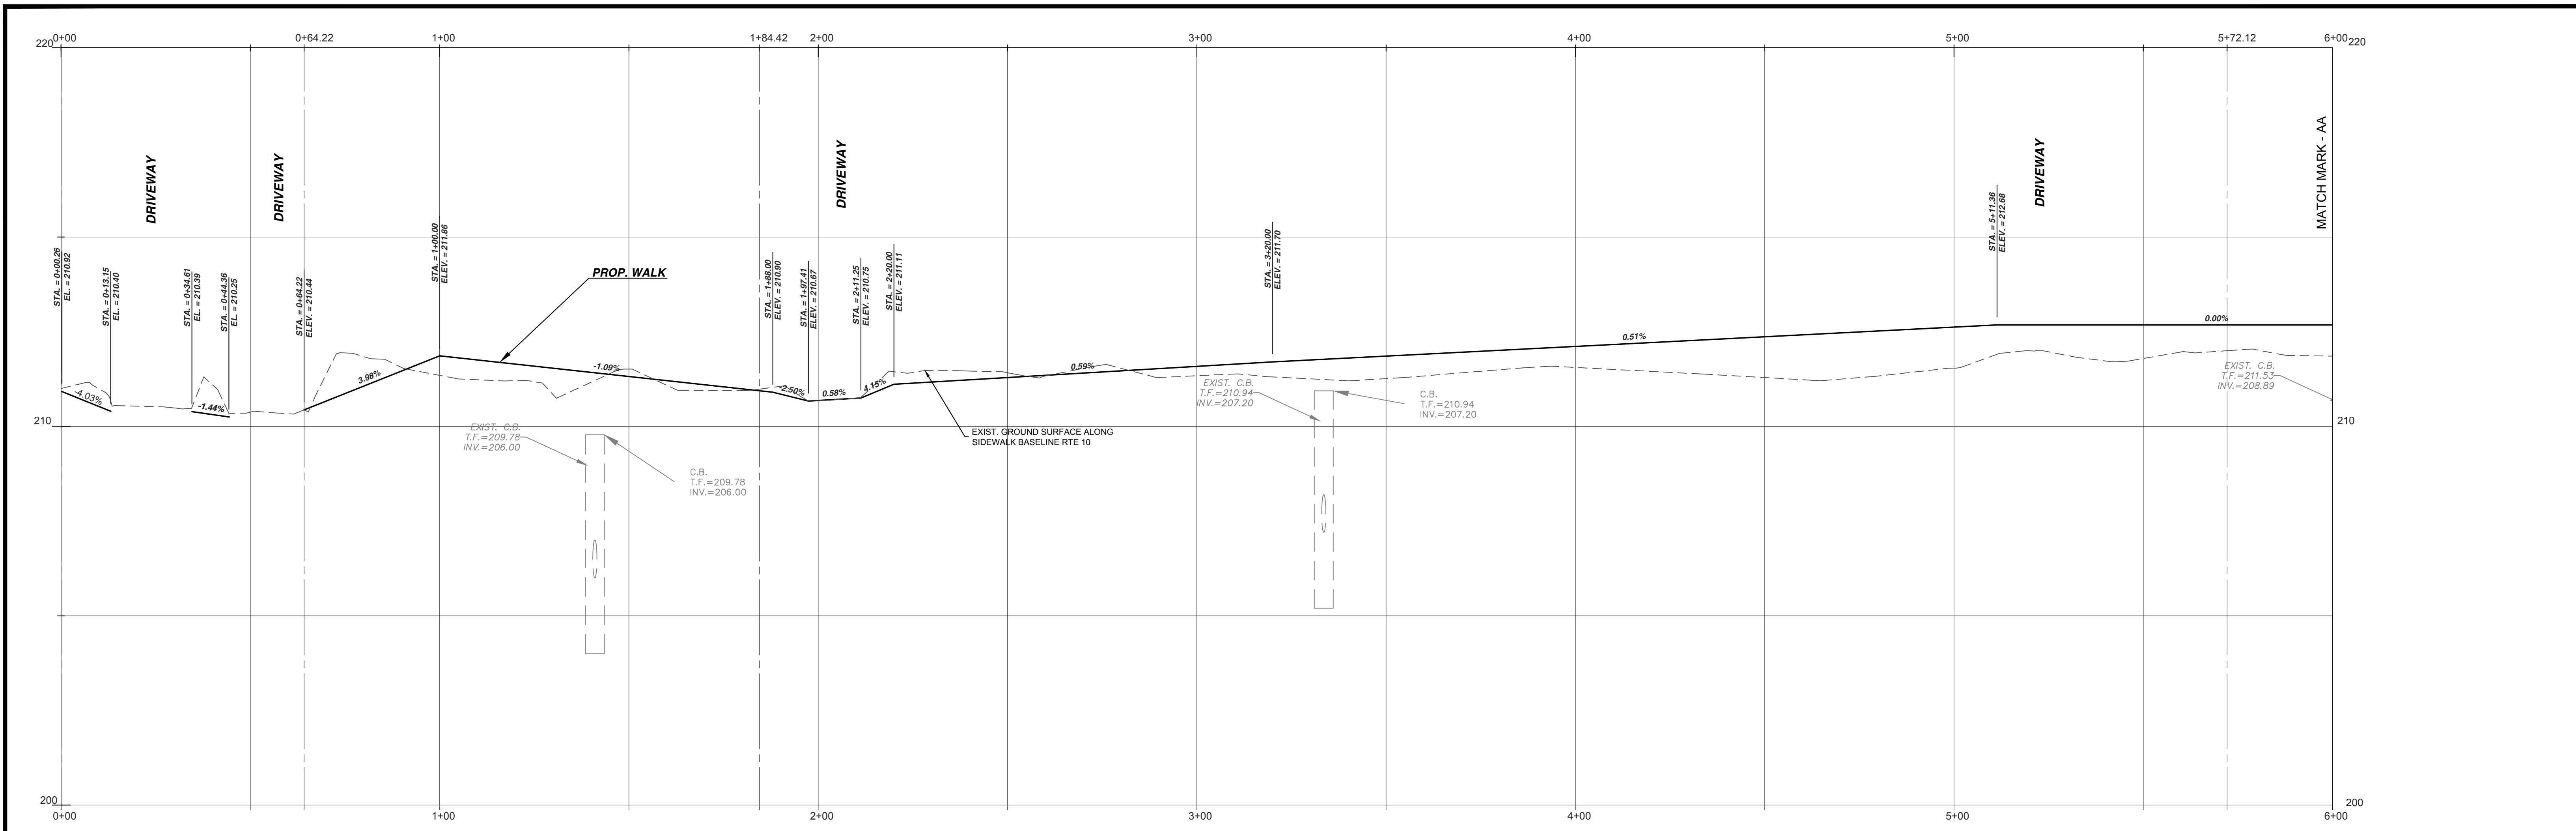 0+00
0+64.22
1+00
1+84.42
2+00
3+00
4+00
5+00
5+72.12
6+00
220
220
DRIVEWAY
DRIVEWAY
DRIVEWAY
DRIVEWAY
MATCH MARK - AA
STA. = 0+00.26
EL. = 210.92
STA. = 0+13.15
EL. = 210.40
STA. = 0+34.61
EL. = 210.39
STA. = 0+44.36
EL. = 210.25
STA. = 0+64.22
ELEV. = 210.44
STA. = 1+00.00
ELEV. = 211.86
PROP. WALK
STA. = 1+88.00
ELEV. = 210.90
STA. = 1+97.41
ELEV. = 210.67
STA. = 2+11.25
ELEV. = 210.75
STA. = 2+20.00
ELEV. = 211.11
STA. = 3+20.00
ELEV. = 211.70
STA. = 5+11.36
ELEV. = 212.68
-4.03%
-1.44%
3.98%
-1.09%
-2.50%
0.58%
4.15%
0.59%
0.51%
0.00%
EXIST. C.B.
T.F.=210.94
INV.=207.20
C.B.
T.F.=210.94
INV.=207.20
EXIST. C.B.
T.F.=211.53
INV.=208.89
210
210
EXIST. C.B.
T.F.=209.78
INV.=206.00
C.B.
T.F.=209.78
INV.=206.00
EXIST. GROUND SURFACE ALONG
SIDEWALK BASELINE RTE 10
200
200
0+00
1+00
2+00
3+00
4+00
5+00
6+00